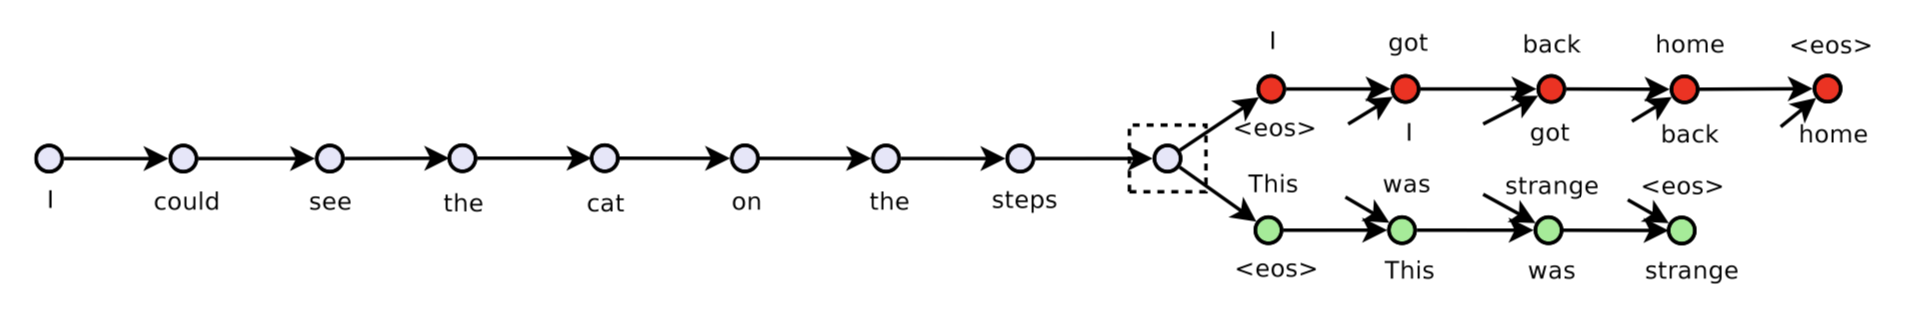 I got back home <eos>
<eos> I got back home
I could see the cat on the steps
This was strange <eos>
<eos> This was strange